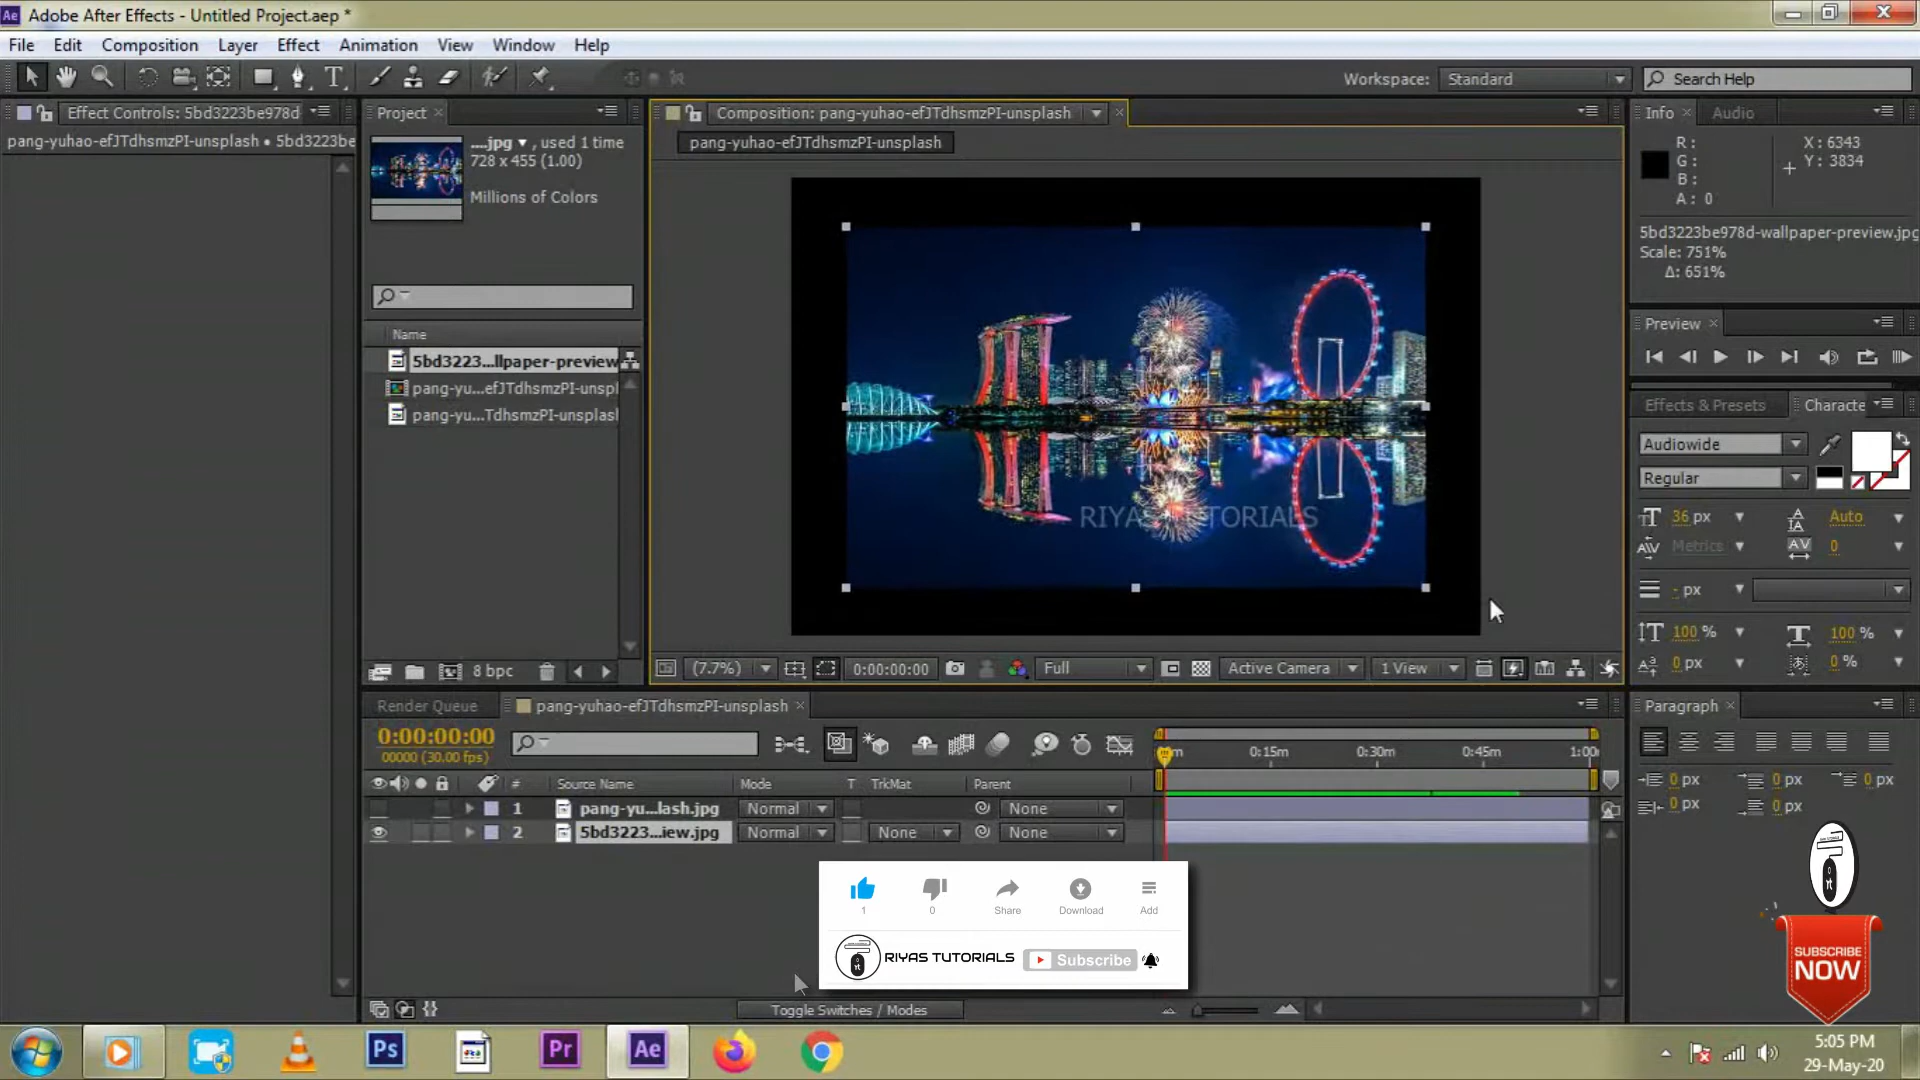 Adobe After Effects - Untitled Project.aep *
File Edit Composition Layer Effect Animation View Window Help
Workspace: Standard Search Help
Effect Controls: 5bd3223be978d
pang-yuhao-efJTdhsmzPI-unsplash • 5bd3223be
Project
....jpg ▾ , used 1 time
728 x 455 (1.00)
Millions of Colors
Name
5bd3223...llpaper-preview
pang-yu...efJTdhsmzPI-unspl
pang-yu...TdhsmzPI-unsplash
8 bpc
Composition: pang-yuhao-efJTdhsmzPI-unsplash
pang-yuhao-efJTdhsmzPI-unsplash
RIYAS TUTORIALS
(7.7%) 0:00:00:00 Full Active Camera 1 View
Info Audio
R : X : 6343
G : Y : 3834
B :
A : 0
5bd3223be978d-wallpaper-preview.jpg
Scale: 751%
Δ: 651%
Preview
Effects & Presets Characte
Audiowide
Regular
36 px Auto
Metrics 0
- px
100 % 100 %
0 px 0 %
Render Queue pang-yuhao-efJTdhsmzPI-unsplash
0:00:00:00
00000 (30.00 fps)
m 0:15m 0:30m 0:45m 1:00
# Source Name Mode T TrkMat Parent
1 pang-yu...lash.jpg Normal None
2 5bd3223...iew.jpg Normal None None
Toggle Switches / Modes
Paragraph
0 px 0 px 0 px
0 px 0 px
1 0 Share Download Add
RIYAS TUTORIALS Subscribe
SUBSCRIBE
NOW
Ps Pr Ae
5:05 PM
29-May-20